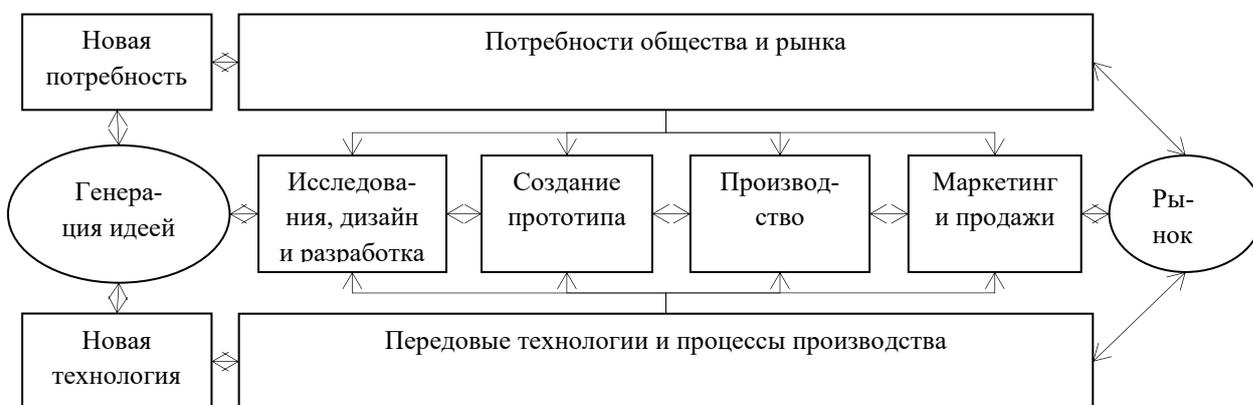 Новая
потребность
Потребности общества и рынка
Генера-
ция идеей
Исследова-
ния, дизайн
и разработка
Создание
прототипа
Производ-
ство
Маркетинг
и продажи
Ры-
нок
Новая
технология
Передовые технологии и процессы производства